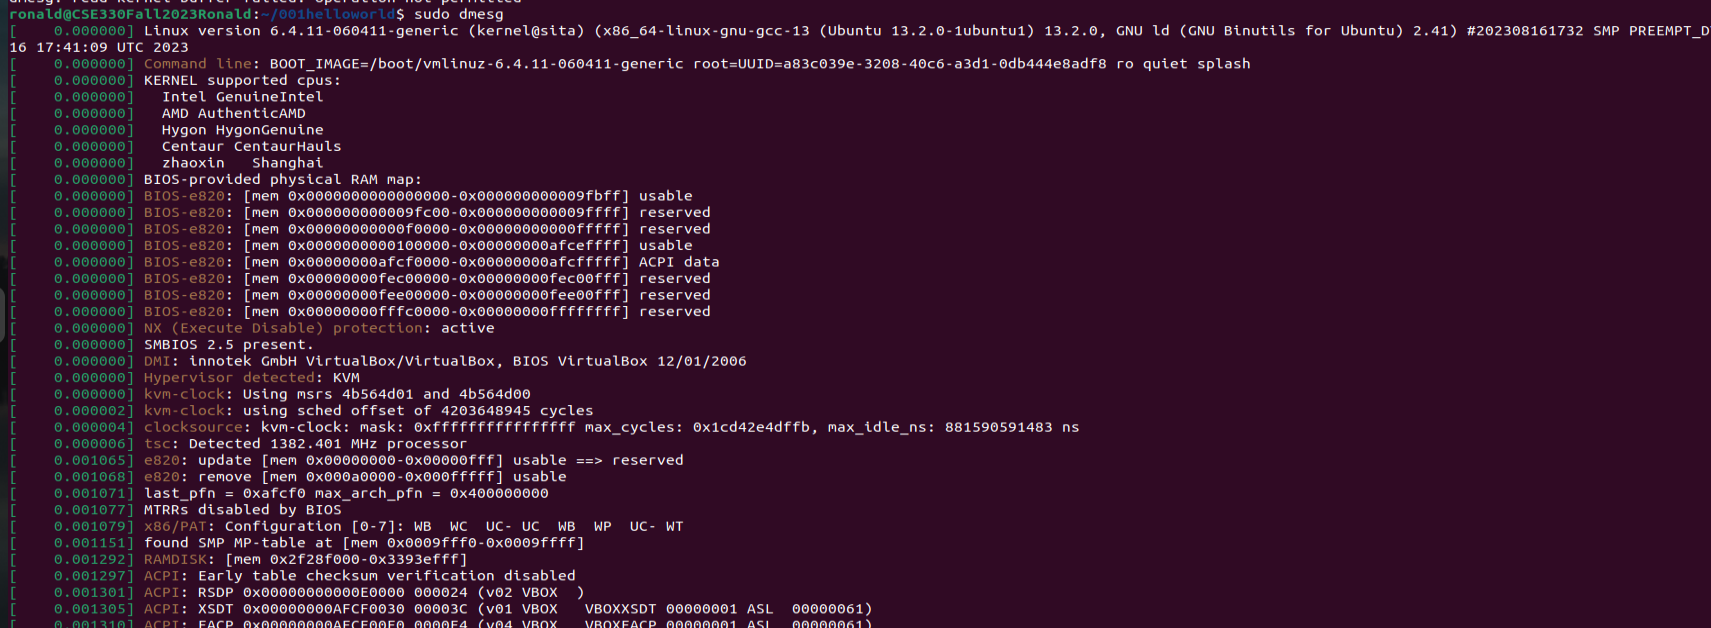 dmesg: read kernel buffer failed: Operation not permitted
ronald@CSE330Fall2023Ronald:~/001helloworld$ sudo dmesg
[    0.000000] Linux version 6.4.11-060411-generic (kernel@sita) (x86_64-linux-gnu-gcc-13 (Ubuntu 13.2.0-1ubuntu1) 13.2.0, GNU ld (GNU Binutils for Ubuntu) 2.41) #202308161732 SMP PREEMPT_D
16 17:41:09 UTC 2023
[    0.000000] Command line: BOOT_IMAGE=/boot/vmlinuz-6.4.11-060411-generic root=UUID=a83c039e-3208-40c6-a3d1-0db444e8adf8 ro quiet splash
[    0.000000] KERNEL supported cpus:
[    0.000000]   Intel GenuineIntel
[    0.000000]   AMD AuthenticAMD
[    0.000000]   Hygon HygonGenuine
[    0.000000]   Centaur CentaurHauls
[    0.000000]   zhaoxin   Shanghai
[    0.000000] BIOS-provided physical RAM map:
[    0.000000] BIOS-e820: [mem 0x0000000000000000-0x000000000009fbff] usable
[    0.000000] BIOS-e820: [mem 0x000000000009fc00-0x000000000009ffff] reserved
[    0.000000] BIOS-e820: [mem 0x00000000000f0000-0x00000000000fffff] reserved
[    0.000000] BIOS-e820: [mem 0x0000000000100000-0x00000000afceffff] usable
[    0.000000] BIOS-e820: [mem 0x00000000afcf0000-0x00000000afcfffff] ACPI data
[    0.000000] BIOS-e820: [mem 0x00000000fec00000-0x00000000fec00fff] reserved
[    0.000000] BIOS-e820: [mem 0x00000000fee00000-0x00000000fee00fff] reserved
[    0.000000] BIOS-e820: [mem 0x00000000fffc0000-0x00000000ffffffff] reserved
[    0.000000] NX (Execute Disable) protection: active
[    0.000000] SMBIOS 2.5 present.
[    0.000000] DMI: innotek GmbH VirtualBox/VirtualBox, BIOS VirtualBox 12/01/2006
[    0.000000] Hypervisor detected: KVM
[    0.000000] kvm-clock: Using msrs 4b564d01 and 4b564d00
[    0.000002] kvm-clock: using sched offset of 4203648945 cycles
[    0.000004] clocksource: kvm-clock: mask: 0xffffffffffffffff max_cycles: 0x1cd42e4dffb, max_idle_ns: 881590591483 ns
[    0.000006] tsc: Detected 1382.401 MHz processor
[    0.001065] e820: update [mem 0x00000000-0x00000fff] usable ==> reserved
[    0.001068] e820: remove [mem 0x000a0000-0x000fffff] usable
[    0.001071] last_pfn = 0xafcf0 max_arch_pfn = 0x400000000
[    0.001077] MTRRs disabled by BIOS
[    0.001079] x86/PAT: Configuration [0-7]: WB  WC  UC- UC  WB  WP  UC- WT
[    0.001151] found SMP MP-table at [mem 0x0009fff0-0x0009ffff]
[    0.001292] RAMDISK: [mem 0x2f28f000-0x3393efff]
[    0.001297] ACPI: Early table checksum verification disabled
[    0.001301] ACPI: RSDP 0x00000000000E0000 000024 (v02 VBOX  )
[    0.001305] ACPI: XSDT 0x00000000AFCF0030 00003C (v01 VBOX   VBOXXSDT 00000001 ASL  00000061)
[    0.001310] ACPI: FACP 0x00000000AFCF00F0 0000F4 (v04 VBOX   VBOXFACP 00000001 ASL  00000061)